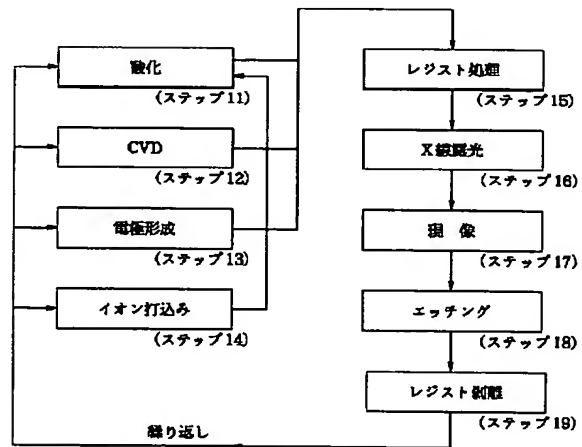 酸化
(ステップ11)
CVD
(ステップ12)
電極形成
(ステップ13)
イオン打込み
(ステップ14)
レジスト処理
(ステップ15)
X線露光
(ステップ16)
現 像
(ステップ17)
エッチング
(ステップ18)
レジスト剥離
(ステップ19)
繰り返し